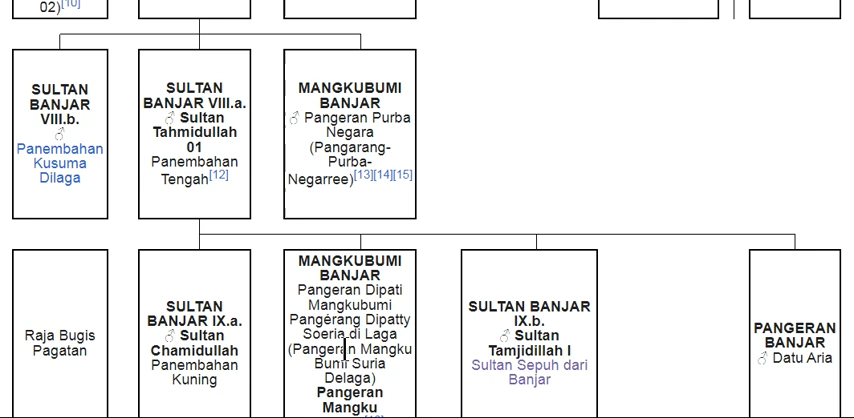 02)[10]
SULTAN
BANJAR
VIII.b.
♂
Panembahan
Kusuma
Dilaga
SULTAN
BANJAR VIII.a.
♂ Sultan
Tahmidullah
01
Panembahan
Tengah[12]
MANGKUBUMI
BANJAR
♂ Pangeran Purba
Negara
(Pangarang-
Purba-
Negarree)[13][14][15]
Raja Bugis
Pagatan
SULTAN
BANJAR IX.a.
♂ Sultan
Chamidullah
Panembahan
Kuning
MANGKUBUMI
BANJAR
Pangeran Dipati
Mangkubumi
Pangérang Dipatty
Soeria di Laga
(Pangeran Mangku
Bumi Suria
Delaga)
Pangeran
Mangku
SULTAN BANJAR
IX.b.
♂ Sultan
Tamjidillah I
Sultan Sepuh dari
Banjar
PANGERAN
BANJAR
♂ Datu Aria